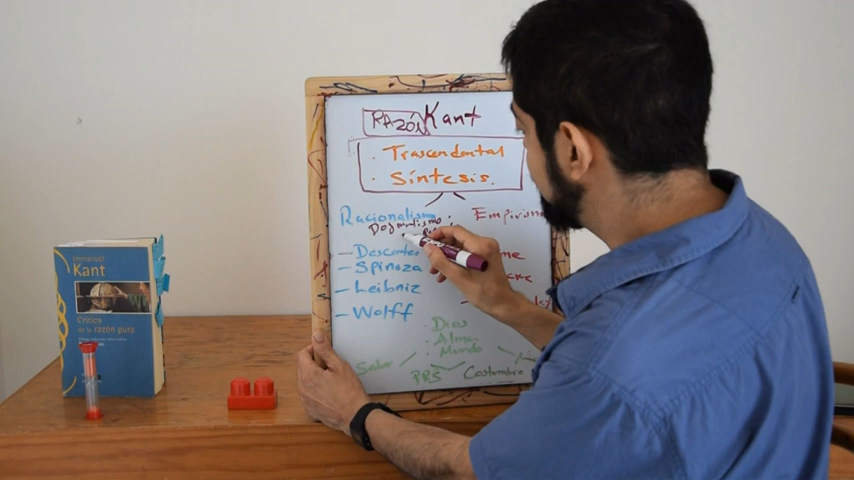 RAZÓN Kant
· Trascendental
· Síntesis.
Racionalismo : Empirismo
Dogmatismo
- Descartes
- Spinoza
- Leibniz
- Wolff
· Dios
· Alma
· Mundo
Saber PRS Costumbre
Immanuel
Kant
Crítica
de la razón pura